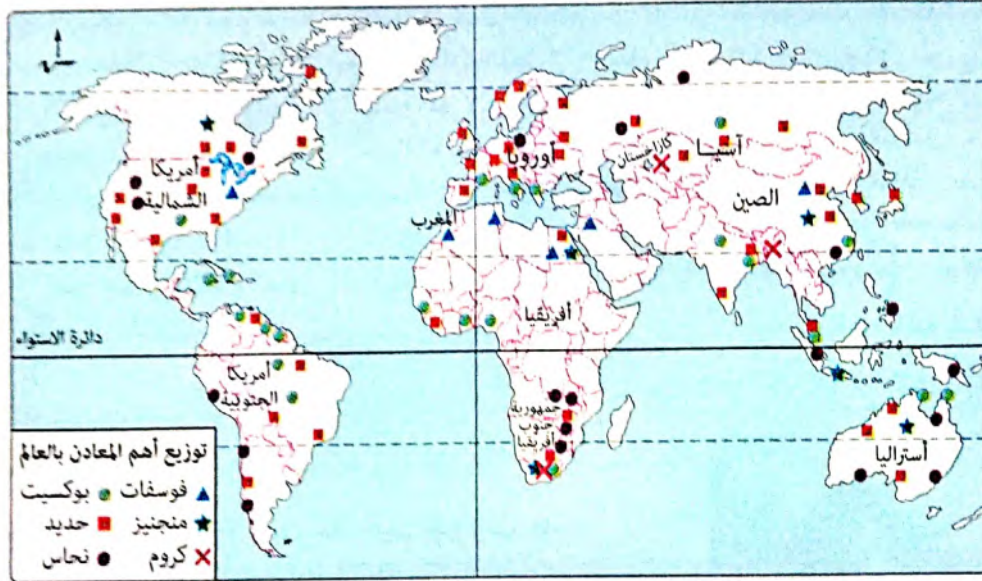 أمريكا
الشمالية
أوروبا
كازاخستان
آسيا
الصين
المغرب
أفريقيا
دائرة الاستواء
أمريكا
الجنوبية
جمهورية
جنوب
أفريقيا
أستراليا
توزيع أهم المعادن بالعالم
فوسفات بوكسيت
منجنيز حديد
كروم نحاس